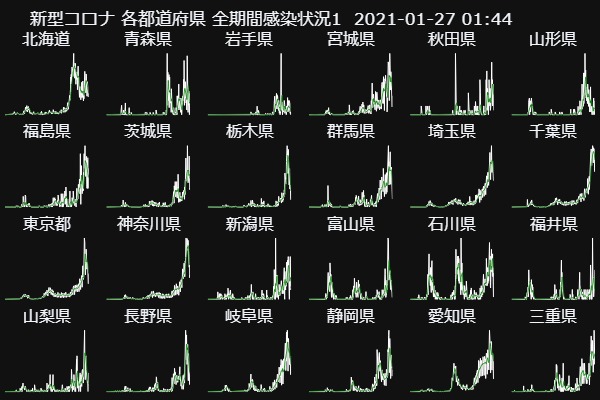 新型コロナ 各都道府県 全期間感染状況1 2021-01-27 01:44
北海道 青森県 岩手県 宮城県 秋田県 山形県
福島県 茨城県 栃木県 群馬県 埼玉県 千葉県
東京都 神奈川県 新潟県 富山県 石川県 福井県
山梨県 長野県 岐阜県 静岡県 愛知県 三重県